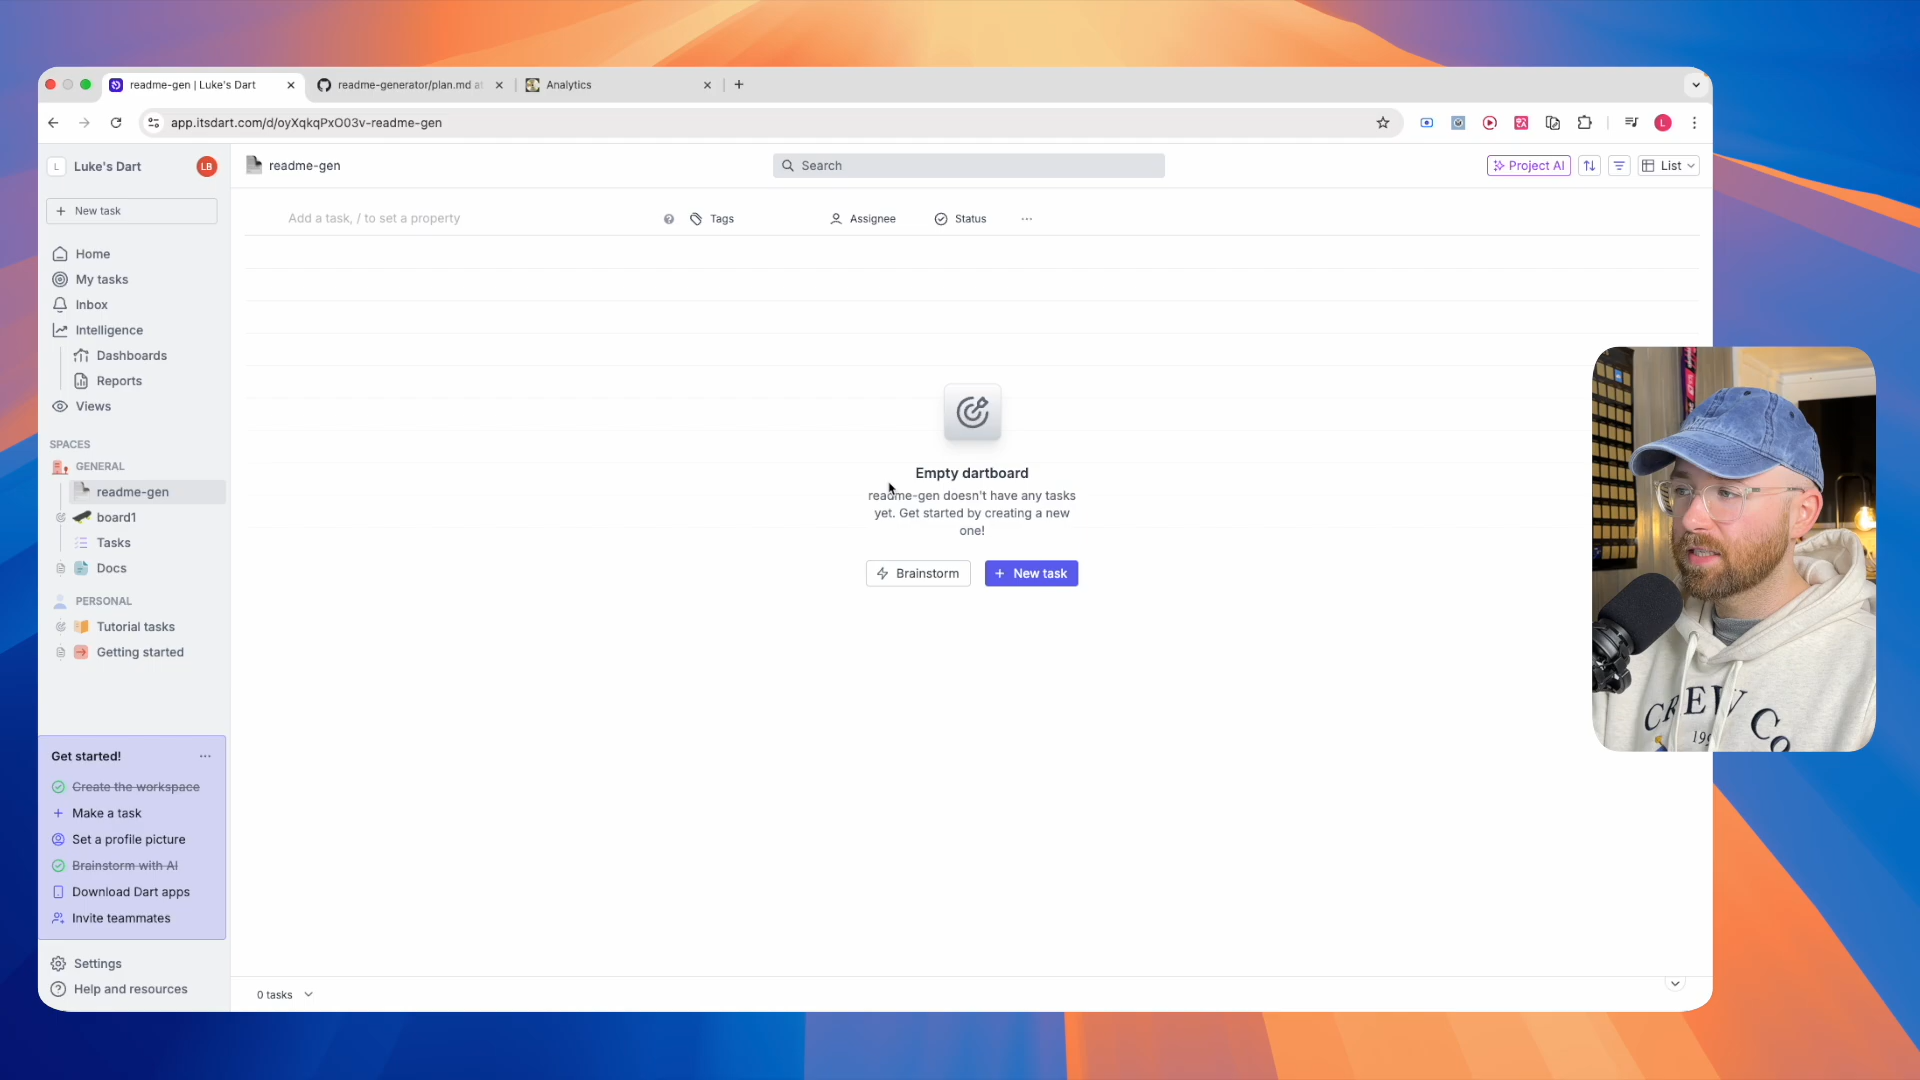 readme-gen | Luke's Dart
readme-generator/plan.md at
Analytics
app.itsdart.com/d/oyXqkqPxO03v-readme-gen
L
L
Luke's Dart
LB
readme-gen
Search
Project AI
List
New task
Add a task, / to set a property
Tags
Assignee
Status
Home
My tasks
Inbox
Intelligence
Dashboards
Reports
Views
SPACES
GENERAL
readme-gen
board1
Tasks
Docs
PERSONAL
Tutorial tasks
Getting started
Empty dartboard
readme-gen doesn't have any tasks
yet. Get started by creating a new
one!
Brainstorm
New task
CREW CO
Get started!
Create the workspace
Make a task
Set a profile picture
Brainstorm with AI
Download Dart apps
Invite teammates
Settings
Help and resources
0 tasks